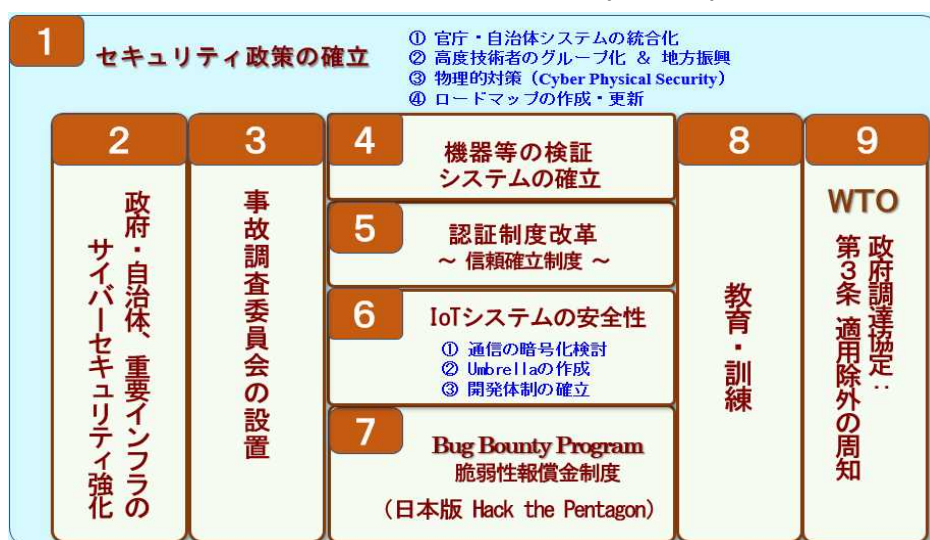 1
セキュリティ政策の確立
① 官庁・自治体システムの統合化
② 高度技術者のグループ化 & 地方振興
③ 物理的対策（Cyber Physical Security）
④ ロードマップの作成・更新
2
政府・自治体、重要インフラの
サイバーセキュリティ強化
3
事故調査委員会の設置
4
機器等の検証
システムの確立
5
認証制度改革
～ 信頼確立制度 ～
6
IoTシステムの安全性
① 通信の暗号化検討
② Umbrellaの作成
③ 開発体制の確立
7
Bug Bounty Program
脆弱性報償金制度
（日本版 Hack the Pentagon）
8
教育・訓練
9
WTO
政府調達協定：
第3条 適用除外の周知